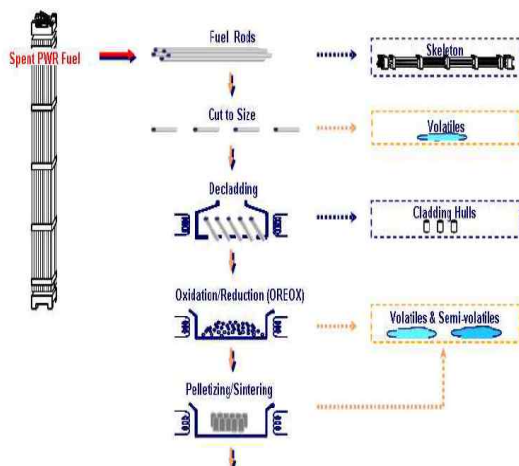 Fuel Rods
Spent PWR Fuel
Skeleton
Cut to Size
Volatiles
Decladding
Cladding Hulls
Oxidation/Reduction (OREOX)
Volatiles & Semi-volatiles
Pelletizing/Sintering